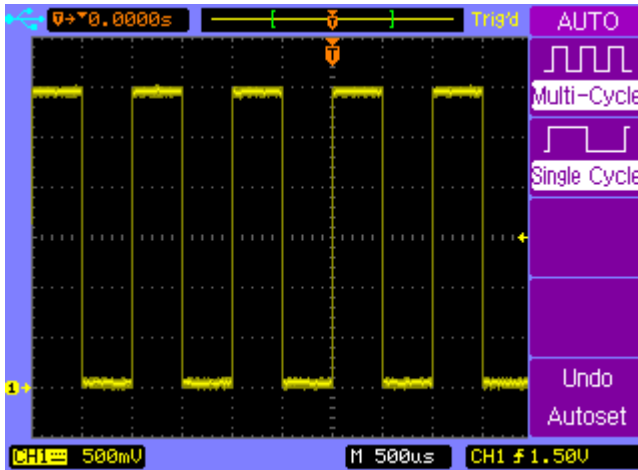 T→▼0.0000s
T
Trig'd
AUTO
T
Multi-Cycle
Single Cycle
1
Undo
Autoset
CH1 500mV
M 500us
CH1 1.50V